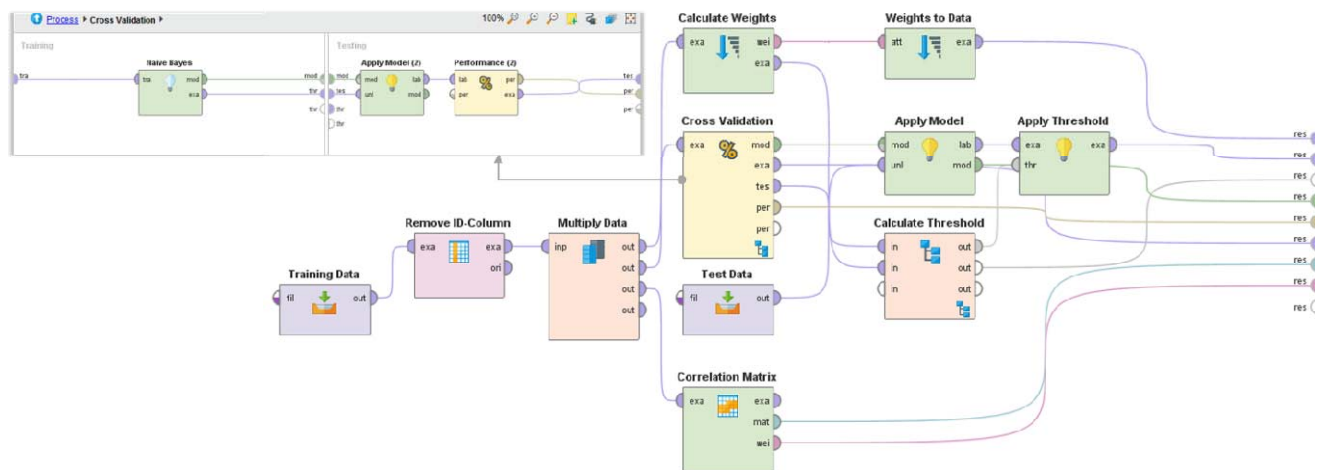 Process ▸ Cross Validation ▸
100%
Training
Testing
Naive Bayes
tra
tra
mod
exa
mod
thr
thr
Apply Model (2)
mod
tes
thr
thr
mod
unl
lab
mod
Performance (2)
lab
per
per
exa
tes
per
per
Calculate Weights
exa
wei
exa
Weights to Data
att
exa
Cross Validation
exa
mod
exa
tes
per
per
Apply Model
mod
unl
lab
mod
Apply Threshold
exa
thr
exa
Remove ID-Column
exa
exa
ori
Multiply Data
inp
out
out
out
out
Calculate Threshold
in
in
in
out
out
out
Training Data
fil
out
Test Data
fil
out
Correlation Matrix
exa
exa
mat
wei
res
res
res
res
res
res
res
res
res